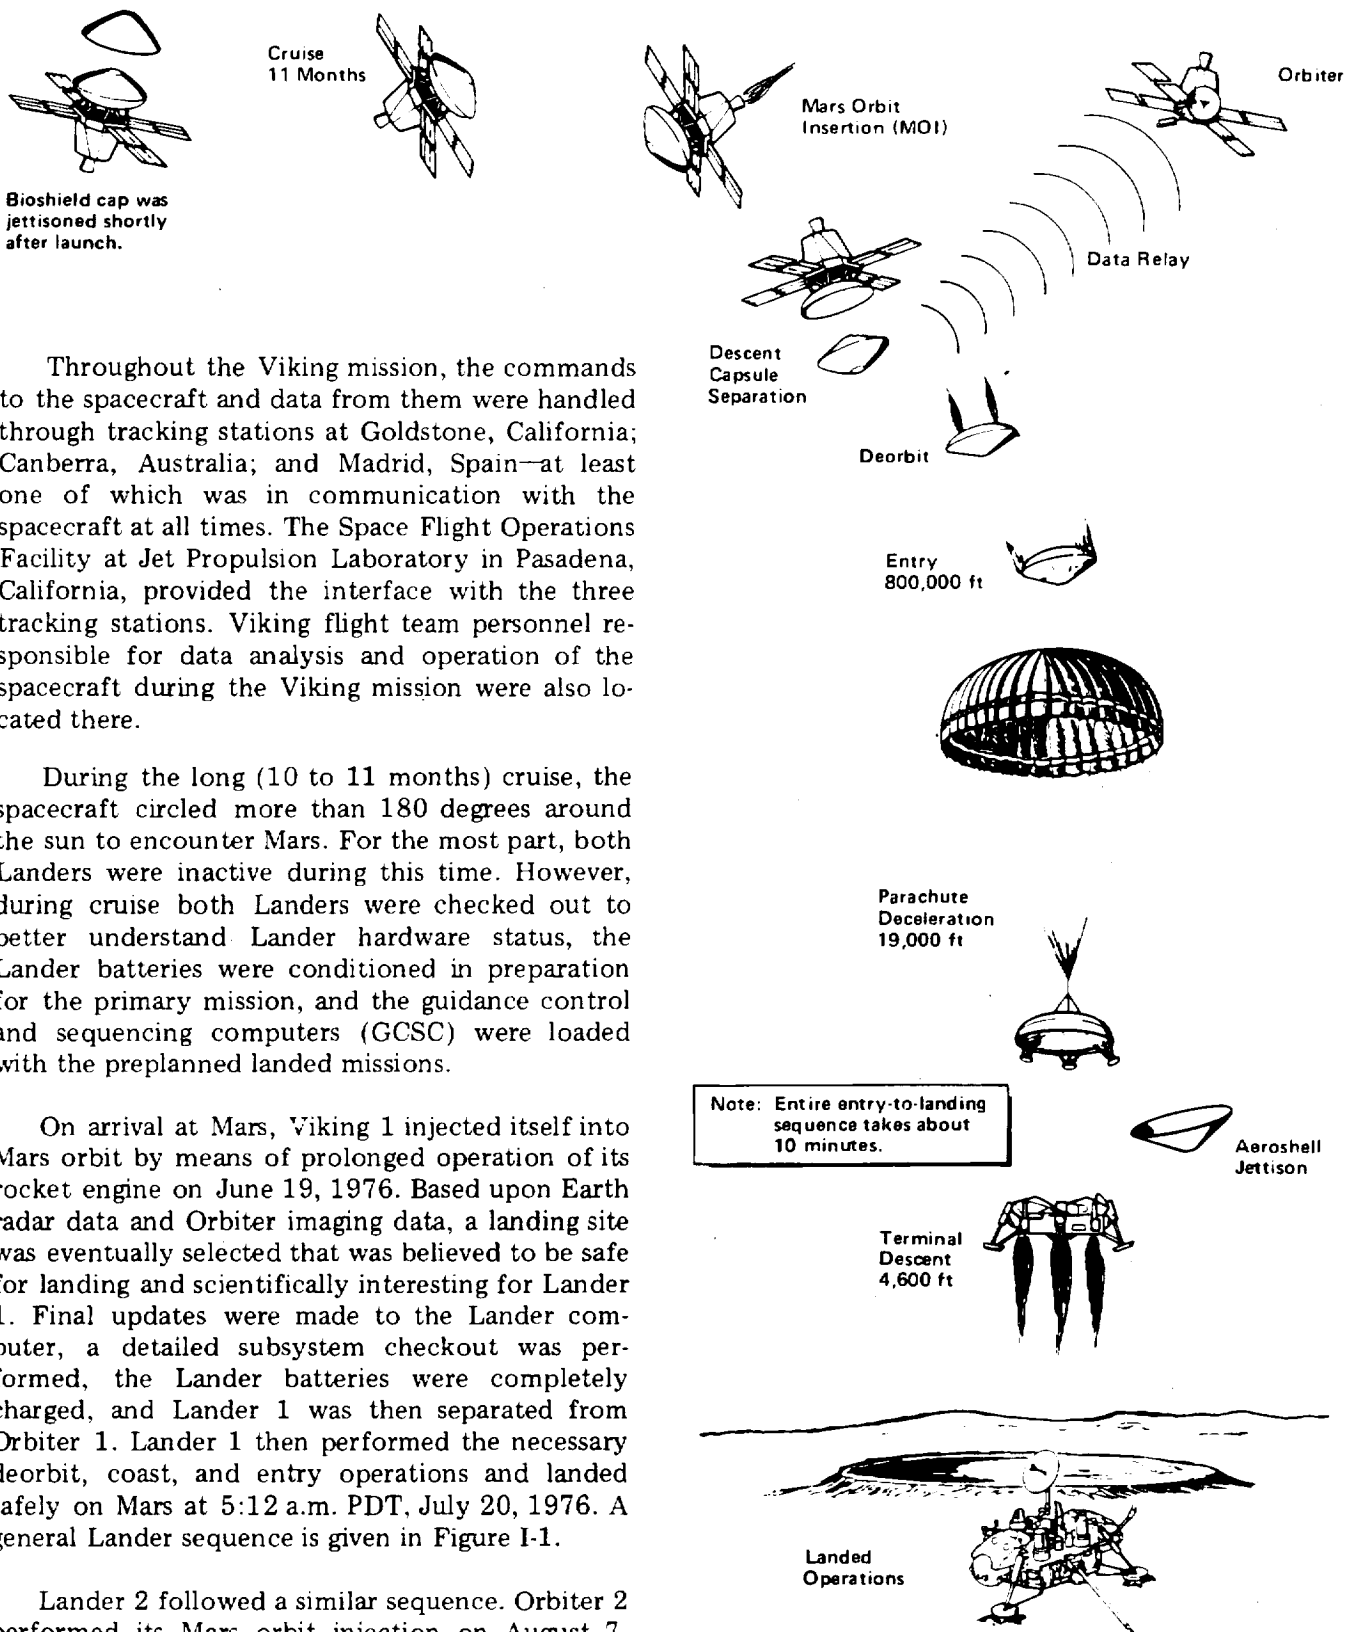 Cruise
11 Months
Mars Orbit
Insertion (MOI)
Orbiter
Bioshield cap was
jettisoned shortly
after launch.
Data Relay
Descent
Capsule
Separation
Deorbit
Entry
800,000 ft
Parachute
Deceleration
19,000 ft
Note: Entire entry-to-landing
sequence takes about
10 minutes.
Aeroshell
Jettison
Terminal
Descent
4,600 ft
Landed
Operations
Throughout the Viking mission, the commands
to the spacecraft and data from them were handled
through tracking stations at Goldstone, California;
Canberra, Australia; and Madrid, Spain—at least
one of which was in communication with the
spacecraft at all times. The Space Flight Operations
Facility at Jet Propulsion Laboratory in Pasadena,
California, provided the interface with the three
tracking stations. Viking flight team personnel re-
sponsible for data analysis and operation of the
spacecraft during the Viking mission were also lo-
cated there.
During the long (10 to 11 months) cruise, the
spacecraft circled more than 180 degrees around
the sun to encounter Mars. For the most part, both
Landers were inactive during this time. However,
during cruise both Landers were checked out to
better understand Lander hardware status, the
Lander batteries were conditioned in preparation
for the primary mission, and the guidance control
and sequencing computers (GCSC) were loaded
with the preplanned landed missions.
On arrival at Mars, Viking 1 injected itself into
Mars orbit by means of prolonged operation of its
rocket engine on June 19, 1976. Based upon Earth
radar data and Orbiter imaging data, a landing site
was eventually selected that was believed to be safe
for landing and scientifically interesting for Lander
1. Final updates were made to the Lander com-
puter, a detailed subsystem checkout was per-
formed, the Lander batteries were completely
charged, and Lander 1 was then separated from
Orbiter 1. Lander 1 then performed the necessary
deorbit, coast, and entry operations and landed
safely on Mars at 5:12 a.m. PDT, July 20, 1976. A
general Lander sequence is given in Figure I-1.
Lander 2 followed a similar sequence. Orbiter 2
performed its Mars orbit injection on August 7,